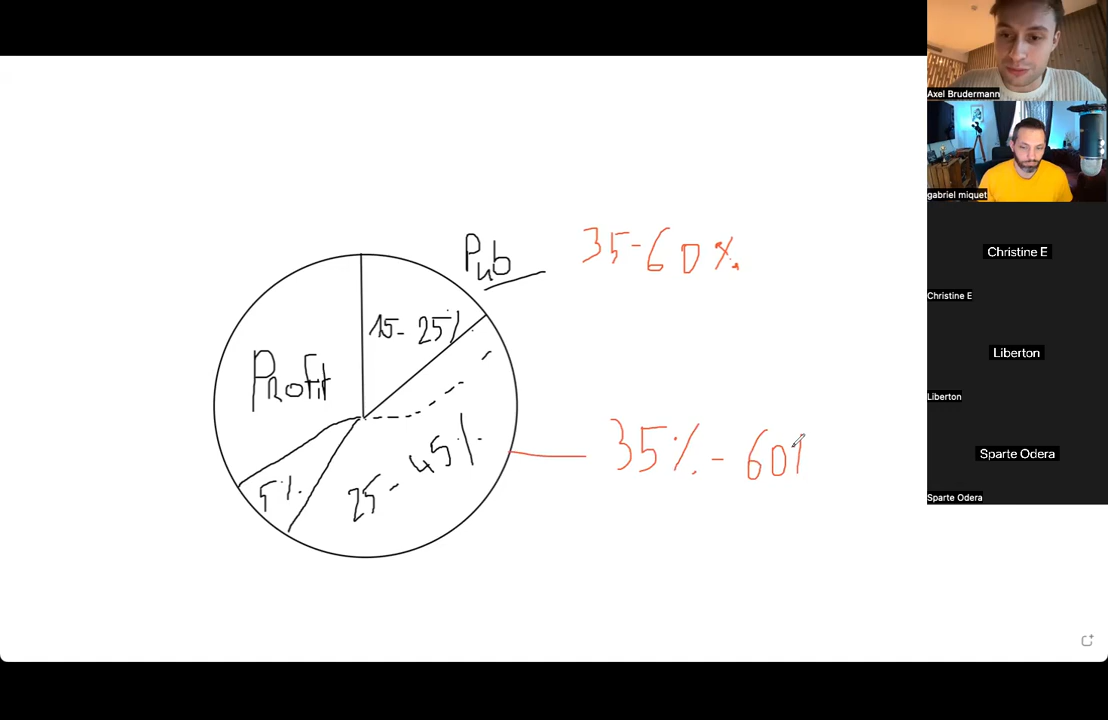 Pub
35-60%
15-25%
Profit
25-45%
5%
35%-60%
Axel Brudermann
gabriel miquet
Christine E
Christine E
Liberton
Liberton
Sparte Odera
Sparte Odera